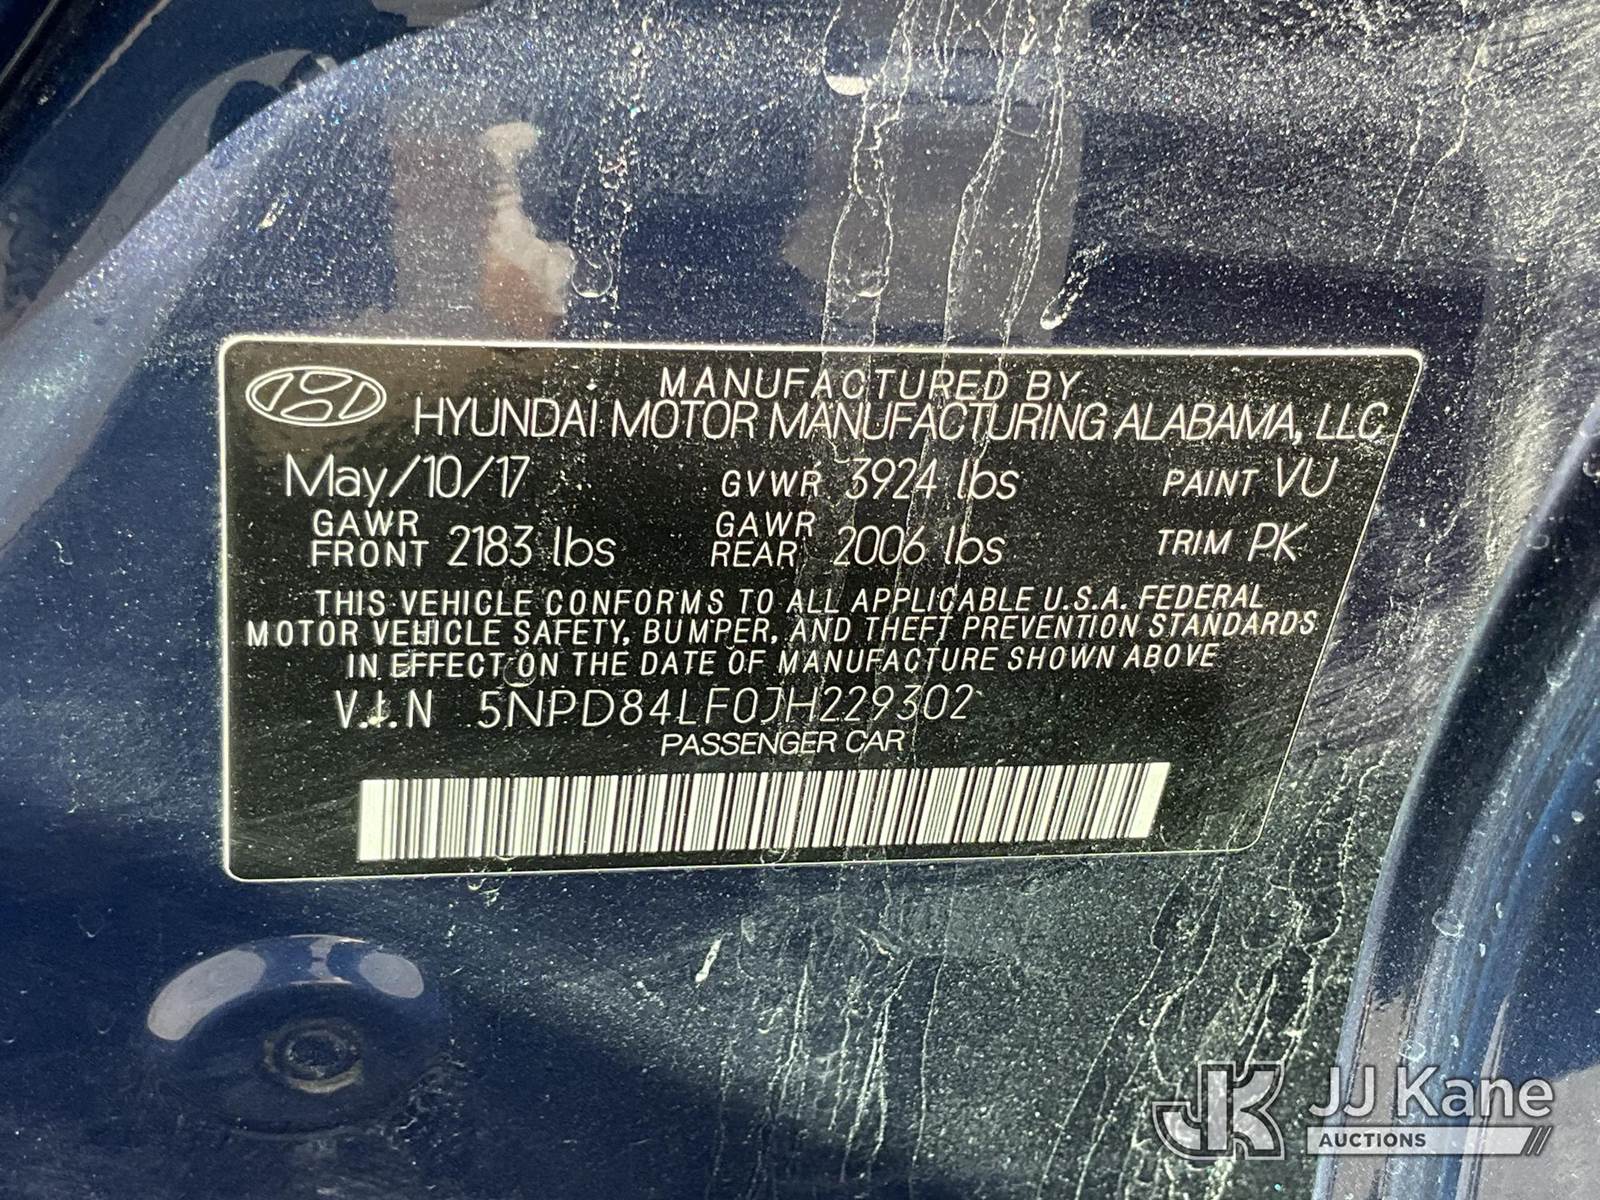 MANUFACTURED BY
HYUNDAI MOTOR MANUFACTURING ALABAMA, LLC
May/10/17 GVWR 3924 lbs PAINT VU
GAWR FRONT 2183 lbs GAWR REAR 2006 lbs TRIM PK
THIS VEHICLE CONFORMS TO ALL APPLICABLE U.S.A. FEDERAL
MOTOR VEHICLE SAFETY, BUMPER, AND THEFT PREVENTION STANDARDS
IN EFFECT ON THE DATE OF MANUFACTURE SHOWN ABOVE
V.I.N 5NPD84LF0JH229302
PASSENGER CAR
JK JJ Kane
AUCTIONS